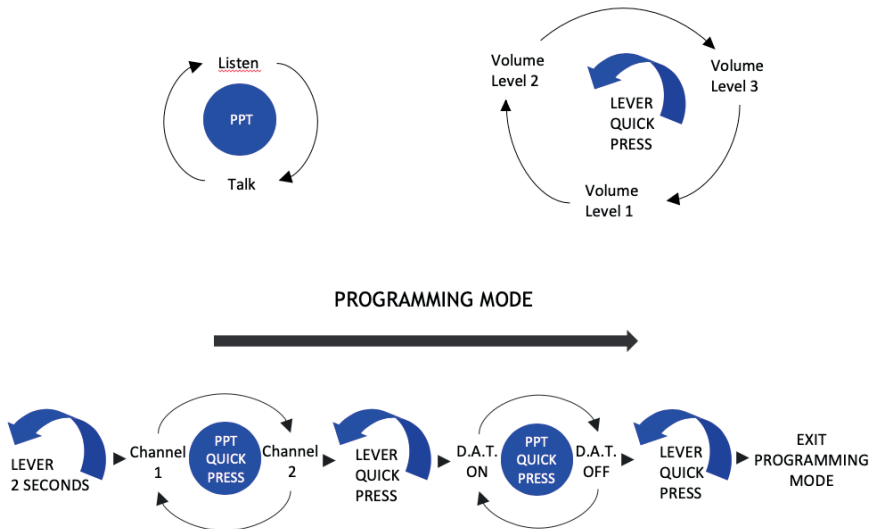 Listen
PPT
Talk
Volume
Level 2
Volume
Level 3
LEVER
QUICK
PRESS
Volume
Level 1
PROGRAMMING MODE
LEVER
2 SECONDS
Channel
1
PPT
QUICK
PRESS
Channel
2
LEVER
QUICK
PRESS
D.A.T.
ON
PPT
QUICK
PRESS
D.A.T.
OFF
LEVER
QUICK
PRESS
EXIT
PROGRAMMING
MODE